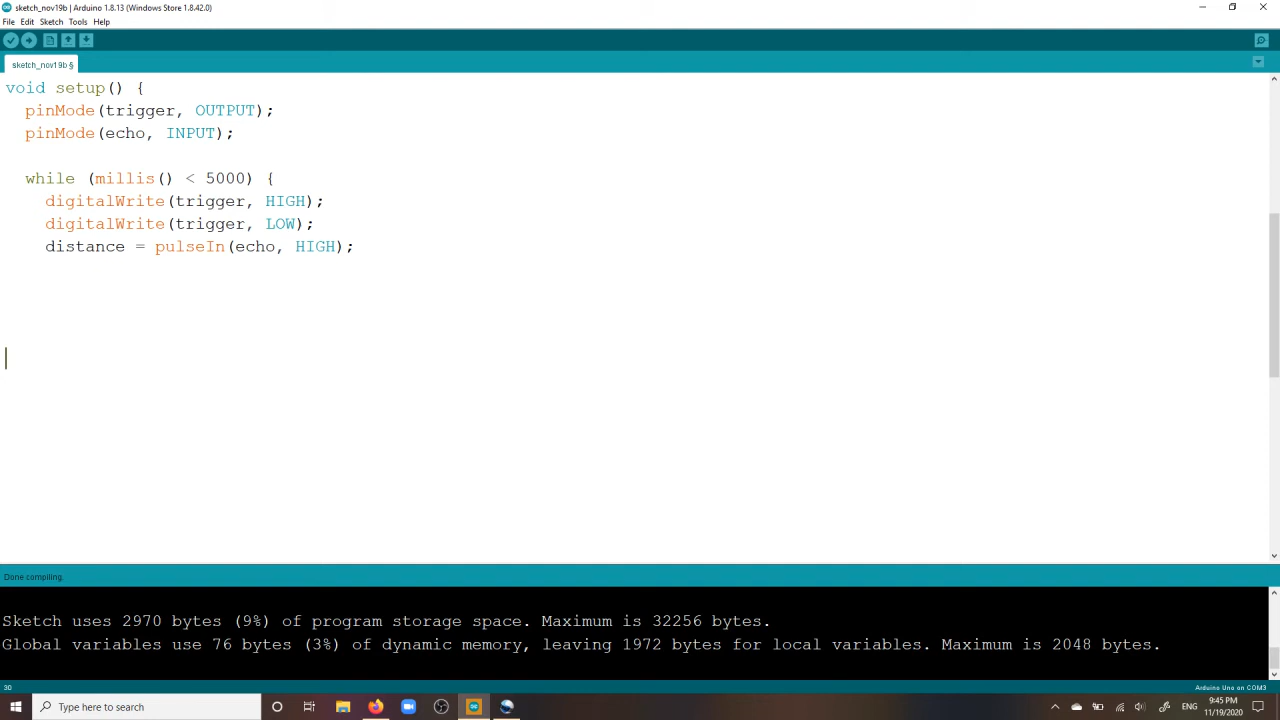 sketch_nov19b | Arduino 1.8.13 (Windows Store 1.8.42.0)
File Edit Sketch Tools Help
sketch_nov19b §
void setup() {
pinMode(trigger, OUTPUT);
pinMode(echo, INPUT);
while (millis() < 5000) {
digitalWrite(trigger, HIGH);
digitalWrite(trigger, LOW);
distance = pulseIn(echo, HIGH);
Done compiling.
Sketch uses 2970 bytes (9%) of program storage space. Maximum is 32256 bytes.
Global variables use 76 bytes (3%) of dynamic memory, leaving 1972 bytes for local variables. Maximum is 2048 bytes.
30 Arduino Uno on COM3
Type here to search
ENG
9:45 PM
11/19/2020